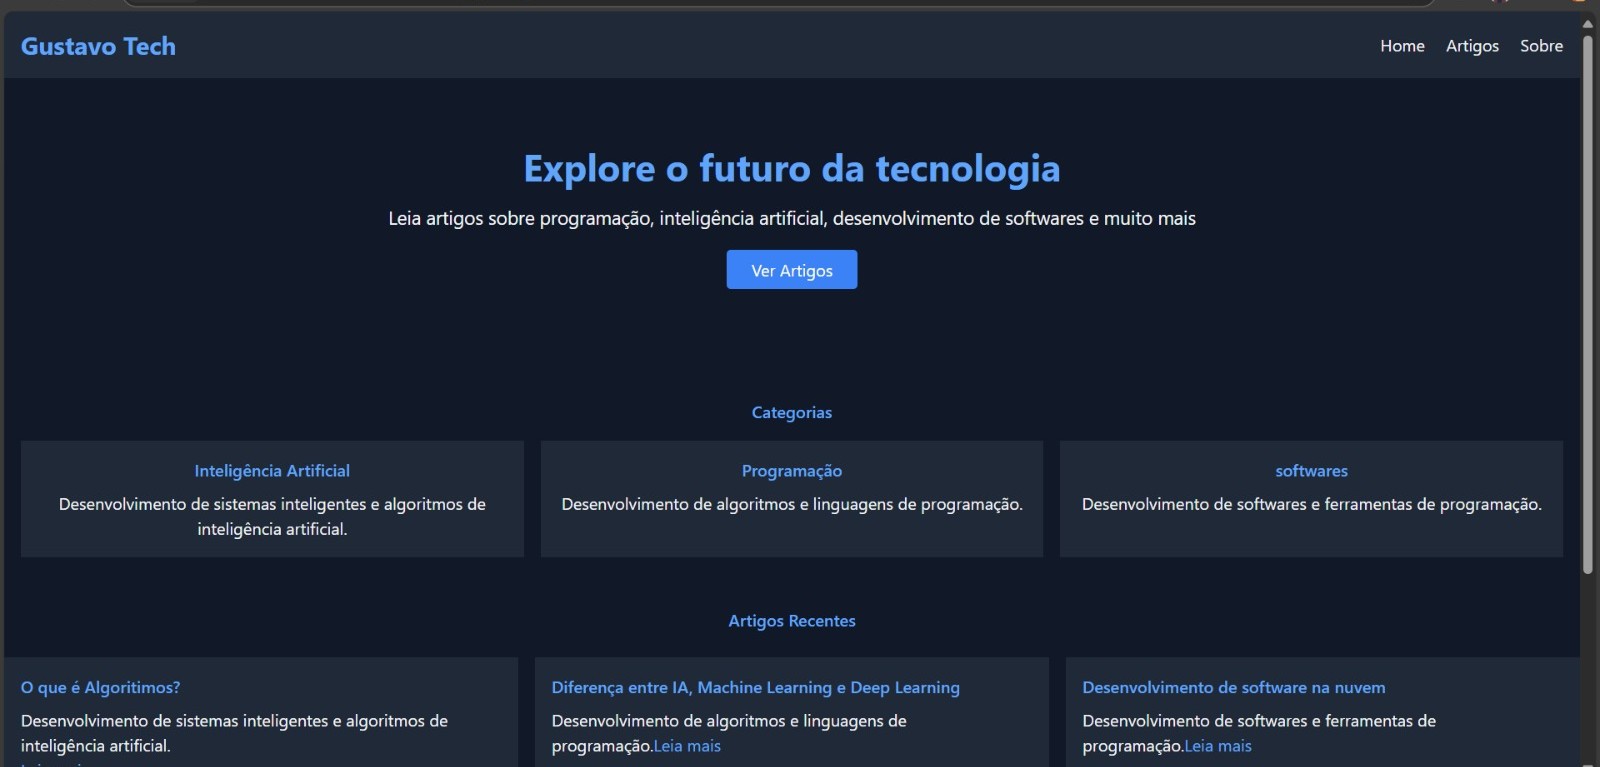 Gustavo Tech
Home Artigos Sobre
Explore o futuro da tecnologia
Leia artigos sobre programação, inteligência artificial, desenvolvimento de softwares e muito mais
Ver Artigos
Categorias
Inteligência Artificial
Desenvolvimento de sistemas inteligentes e algoritmos de
inteligência artificial.
Programação
Desenvolvimento de algoritmos e linguagens de programação.
softwares
Desenvolvimento de softwares e ferramentas de programação.
Artigos Recentes
O que é Algoritimos?
Desenvolvimento de sistemas inteligentes e algoritmos de
inteligência artificial.
Diferença entre IA, Machine Learning e Deep Learning
Desenvolvimento de algoritmos e linguagens de
programação.Leia mais
Desenvolvimento de software na nuvem
Desenvolvimento de softwares e ferramentas de
programação.Leia mais